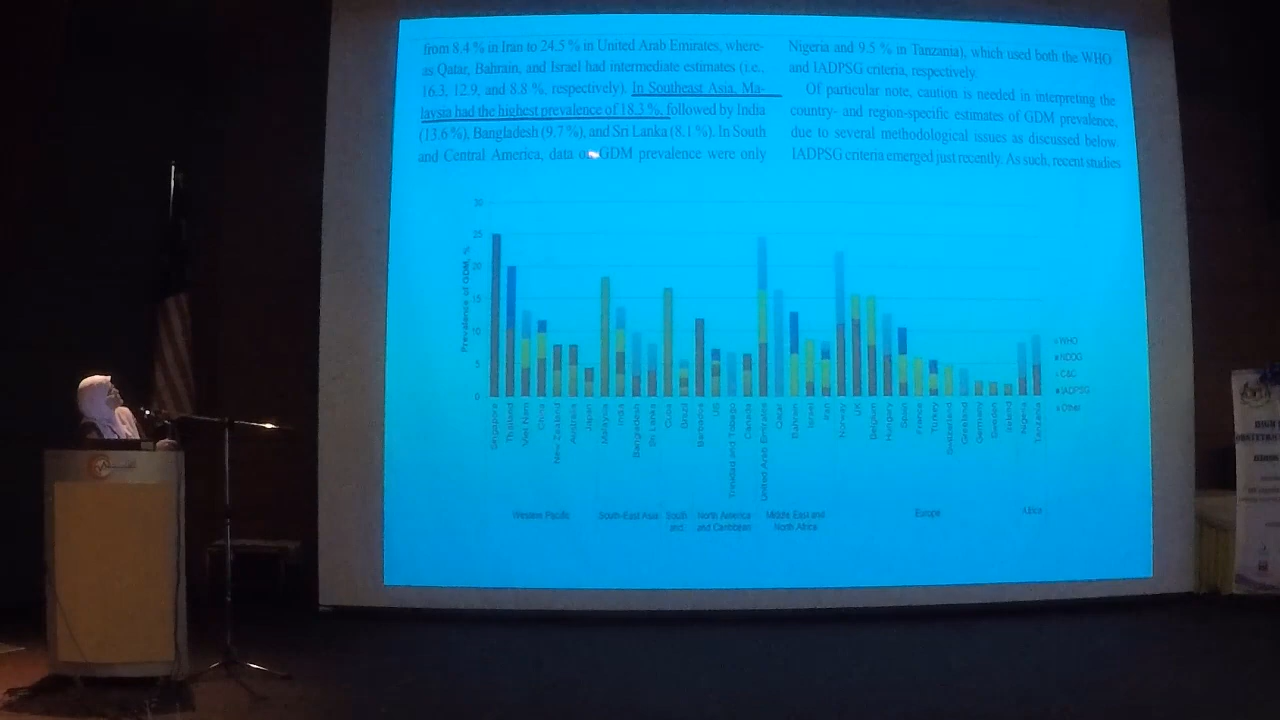 from 8.4 % in Iran to 24.5 % in United Arab Emirates, where-
as Qatar, Bahrain, and Israel had intermediate estimates (i.e.,
16.3, 12.9, and 8.8 %, respectively). In Southeast Asia, Ma-
laysia had the highest prevalence of 18.3 %, followed by India
(13.6 %), Bangladesh (9.7 %), and Sri Lanka (8.1 %). In South
and Central America, data on GDM prevalence were only
Nigeria and 9.5 % in Tanzania), which used both the WHO
and IADPSG criteria, respectively.
Of particular note, caution is needed in interpreting the
country- and region-specific estimates of GDM prevalence,
due to several methodological issues as discussed below
IADPSG criteria emerged just recently. As such, recent studies
Prevalence of GDM, %
30
25
20
15
10
5
0
Singapore
Thailand
Viet Nam
China
New Zealand
Australia
Japan
Malaysia
India
Bangladesh
Sri Lanka
Cuba
Brazil
Barbados
US
Trinidad and Tobago
Canada
United Arab Emirates
Qatar
Bahrain
Israel
Iran
Norway
UK
Belgium
Hungary
Spain
France
Turkey
Switzerland
Germany
Sweden
Ireland
Nigeria
Tanzania
Western Pacific
South-East Asia
South
and
North America
and Caribbean
Middle East and
North Africa
Europe
Africa
WHO
NDDG
C&C
IADPSG
Other